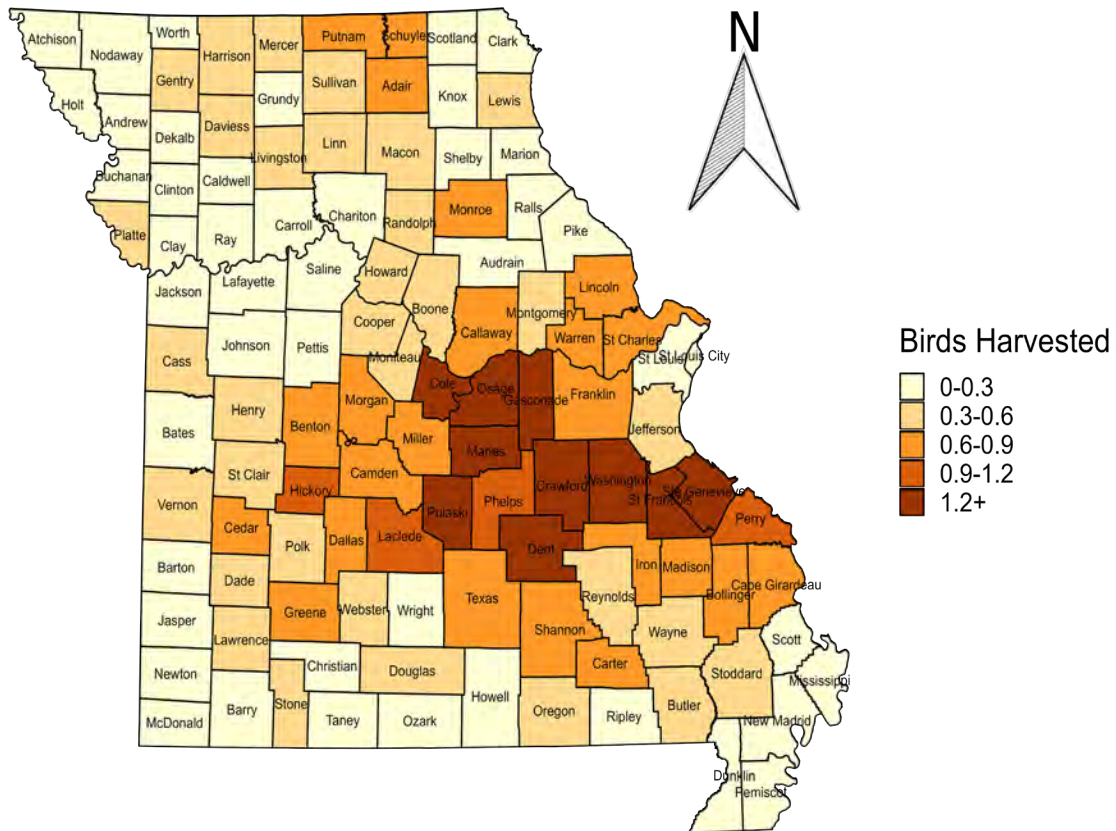 N
Atchison
Nodaway
Worth
Harrison
Mercer
Putnam
Schuyler
Scotland
Clark
Gentry
Sullivan
Adair
Knox
Lewis
Holt
Andrew
Dekalb
Daviess
Grundy
Linn
Macon
Shelby
Marion
Livingston
Buchanan
Clinton
Caldwell
Carroll
Chariton
Randolph
Monroe
Ralls
Pike
Platte
Clay
Ray
Audrain
Saline
Howard
Lafayette
Jackson
Boone
Montgomery
Lincoln
Cooper
Callaway
Warren
St Charles
St Louis
St Louis City
Johnson
Pettis
Moniteau
Cass
Cole
Osage
Gasconade
Franklin
Henry
Morgan
Jefferson
Benton
Bates
Miller
Maries
St Clair
Camden
Crawford
Washington
Ste Genevieve
St Francois
Hickory
Vernon
Phelps
Pulaski
Perry
Cedar
Dallas
Laclede
Polk
Dent
Barton
Dade
Iron
Madison
Cape Girardeau
Bollinger
Greene
Webster
Wright
Texas
Reynolds
Jasper
Lawrence
Shannon
Wayne
Scott
Newton
Christian
Douglas
Carter
Stoddard
Mississippi
McDonald
Barry
Stone
Taney
Ozark
Howell
Oregon
Ripley
Butler
New Madrid
Dunklin
Pemiscot
Birds Harvested
0-0.3
0.3-0.6
0.6-0.9
0.9-1.2
1.2+